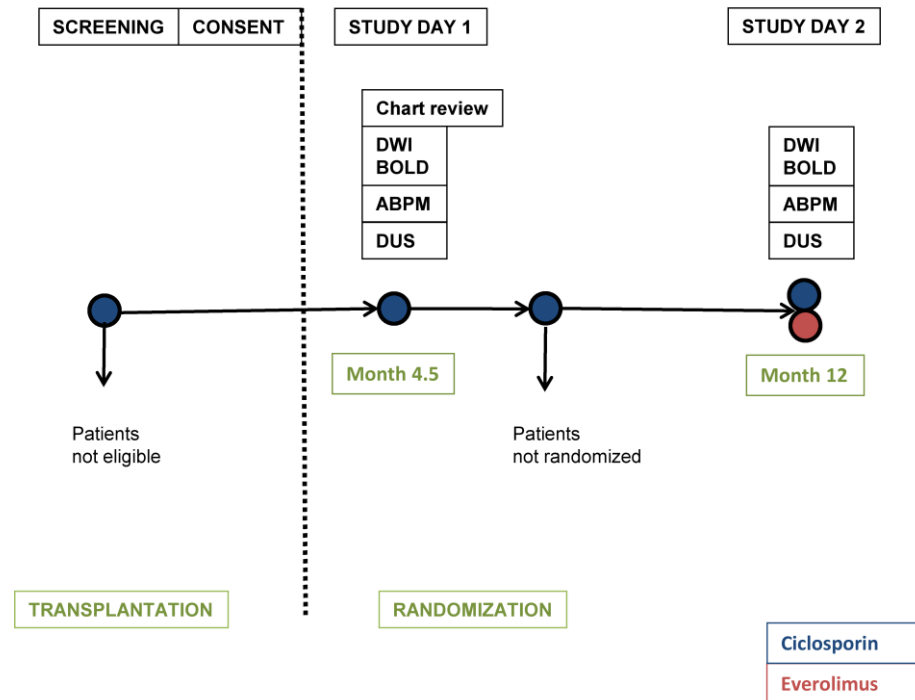 SCREENING CONSENT STUDY DAY 1 STUDY DAY 2
Chart review
DWI
BOLD
ABPM
DUS
DWI
BOLD
ABPM
DUS
Month 4.5
Month 12
Patients
not eligible
Patients
not randomized
TRANSPLANTATION
RANDOMIZATION
Ciclosporin
Everolimus